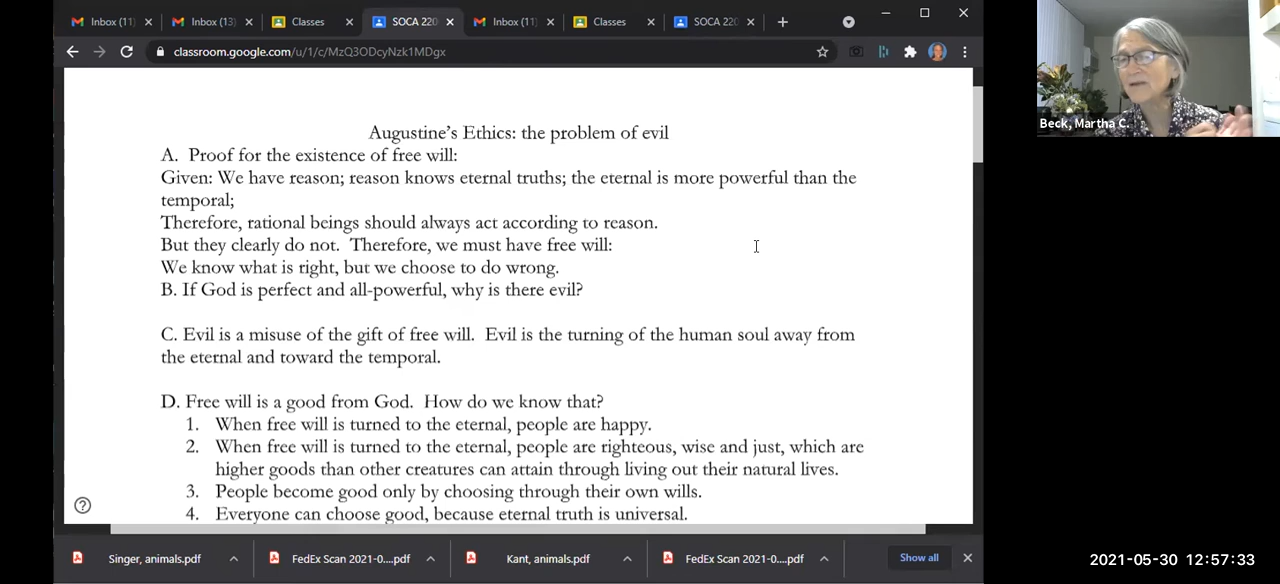 Inbox (11)
Inbox (13)
Classes
SOCA 220
Inbox (11)
Classes
SOCA 220
classroom.google.com/u/1/c/MzQ3ODcyNzk1MDgx
Beck, Martha C.
Augustine's Ethics: the problem of evil
A. Proof for the existence of free will:
Given: We have reason; reason knows eternal truths; the eternal is more powerful than the
temporal;
Therefore, rational beings should always act according to reason.
But they clearly do not. Therefore, we must have free will:
We know what is right, but we choose to do wrong.
B. If God is perfect and all-powerful, why is there evil?
C. Evil is a misuse of the gift of free will. Evil is the turning of the human soul away from
the eternal and toward the temporal.
D. Free will is a good from God. How do we know that?
1. When free will is turned to the eternal, people are happy.
2. When free will is turned to the eternal, people are righteous, wise and just, which are
higher goods than other creatures can attain through living out their natural lives.
3. People become good only by choosing through their own wills.
4. Everyone can choose good, because eternal truth is universal.
Singer, animals.pdf
FedEx Scan 2021-0....pdf
Kant, animals.pdf
FedEx Scan 2021-0....pdf
Show all
2021-05-30 12:57:33